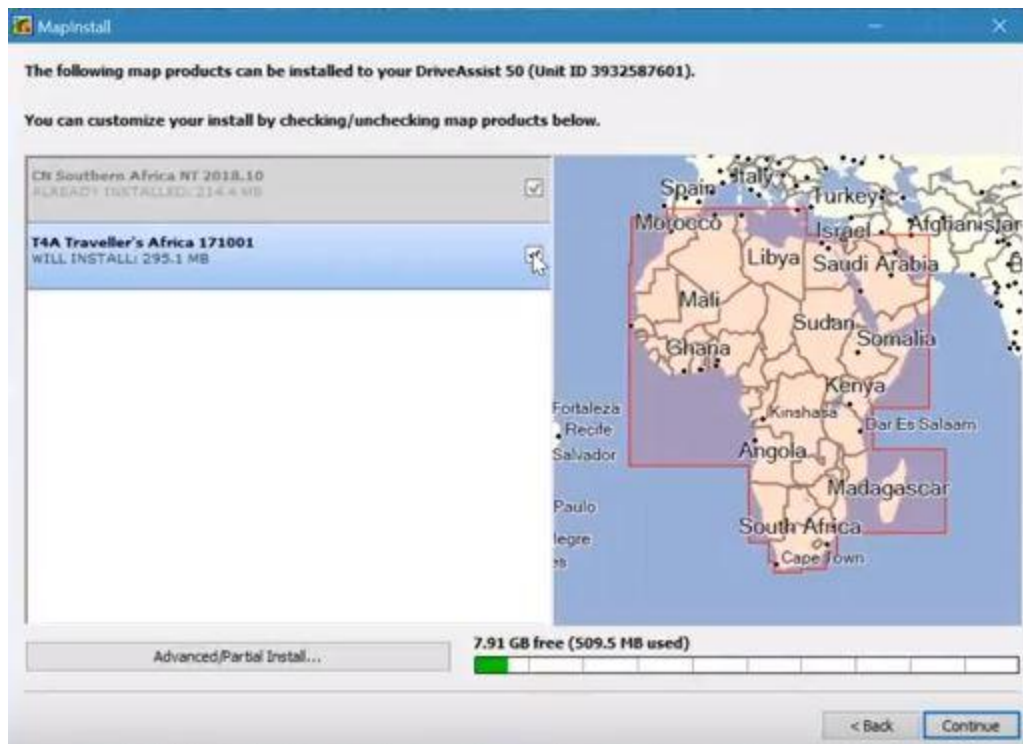 MapInstall
The following map products can be installed to your DriveAssist 50 (Unit ID 3932587601).
You can customize your install by checking/unchecking map products below.
CN Southern Africa NT 2018.10
ALREADY INSTALLED: 214.4 MB
T4A Traveller's Africa 171001
WILL INSTALL: 295.1 MB
Spain
Italy
Turkey
Morocco
Israel
Afghanistan
Libya
Saudi Arabia
Mali
Sudan
Somalia
Ghana
Kenya
Fortaleza
Kinshasa
Recife
Dar Es Salaam
Salvador
Angola
Madagascar
Paulo
South Africa
legre
Cape Town
Advanced/Partial Install...
7.91 GB free (509.5 MB used)
< Back
Continue